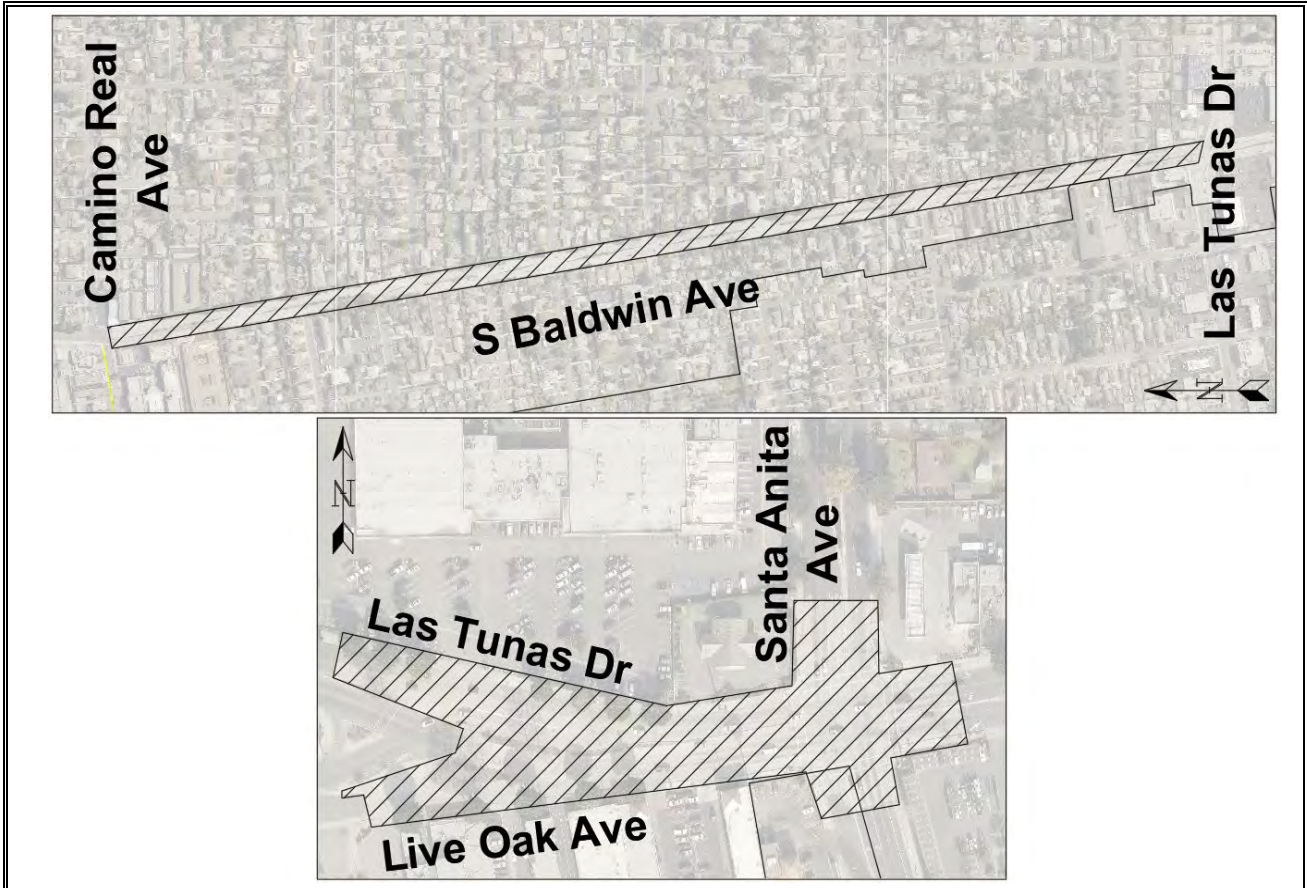 Camino Real
Ave
S Baldwin Ave
Las Tunas Dr
N
N
Santa Anita
Ave
Las Tunas Dr
Live Oak Ave